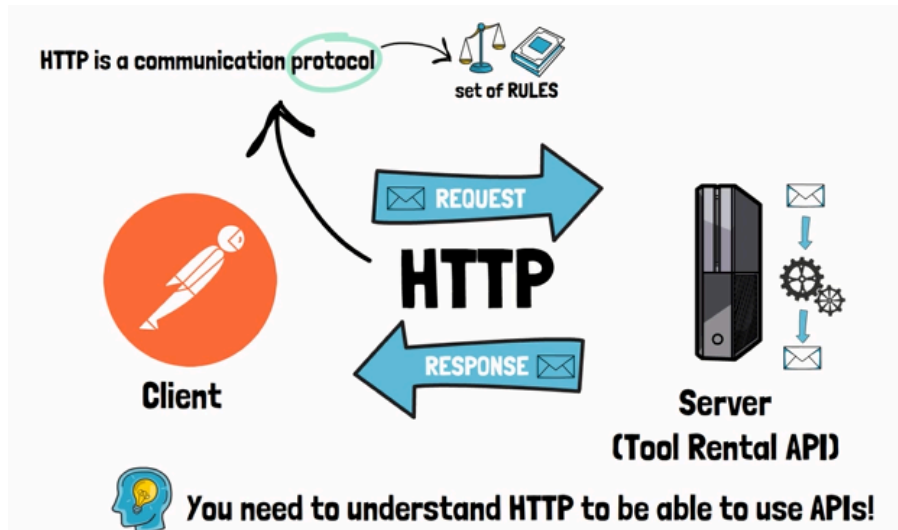 HTTP is a communication protocol
set of RULES
REQUEST
HTTP
RESPONSE
Client
Server
(Tool Rental API)
You need to understand HTTP to be able to use APIs!